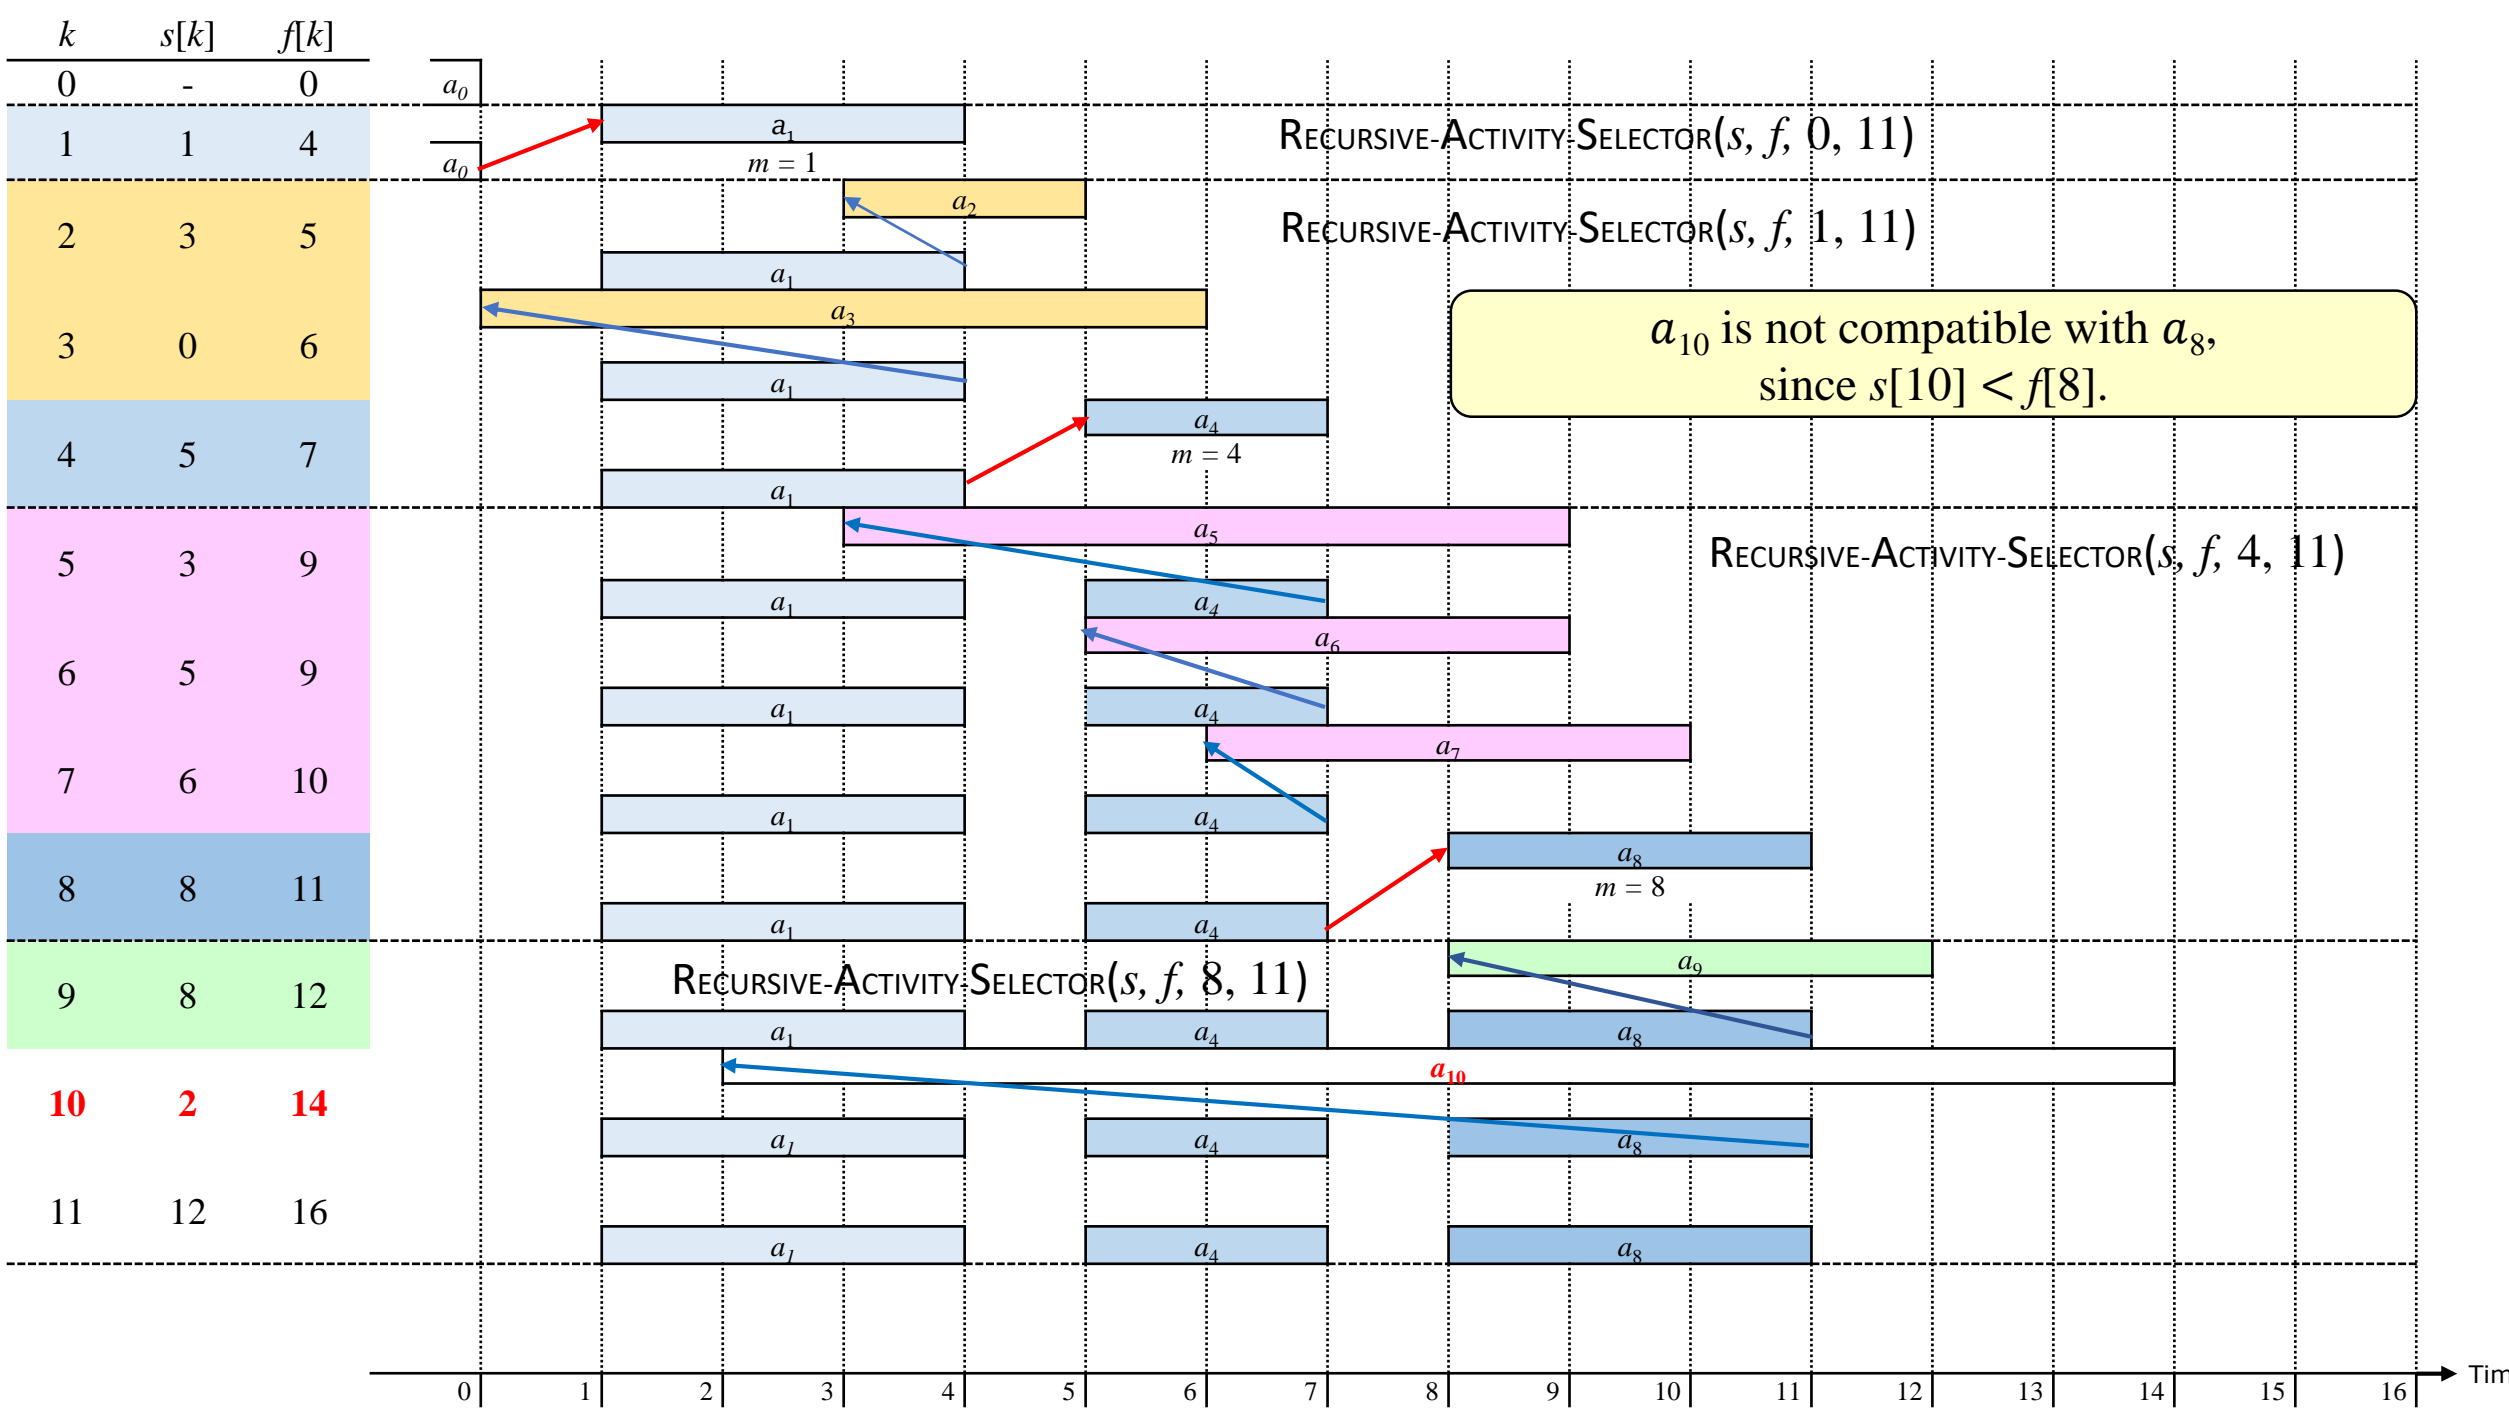 k s[k] f[k]
0 - 0
a0
1 1 4
a1
RECURSIVE-ACTIVITY-SELECTOR(s, f, 0, 11)
a0
m = 1
2 3 5
a2
RECURSIVE-ACTIVITY-SELECTOR(s, f, 1, 11)
a1
3 0 6
a3
a10 is not compatible with a8,
since s[10] < f[8].
a1
4 5 7
a4
m = 4
a1
5 3 9
a5
RECURSIVE-ACTIVITY-SELECTOR(s, f, 4, 11)
a1 a4
6 5 9
a6
a1 a4
7 6 10
a7
a1 a4
8 8 11
a8
m = 8
a1 a4
9 8 12
a9
RECURSIVE-ACTIVITY-SELECTOR(s, f, 8, 11)
a1 a4 a8
10 2 14
a10
a1 a4 a8
11 12 16
a1 a4 a8
0 1 2 3 4 5 6 7 8 9 10 11 12 13 14 15 16